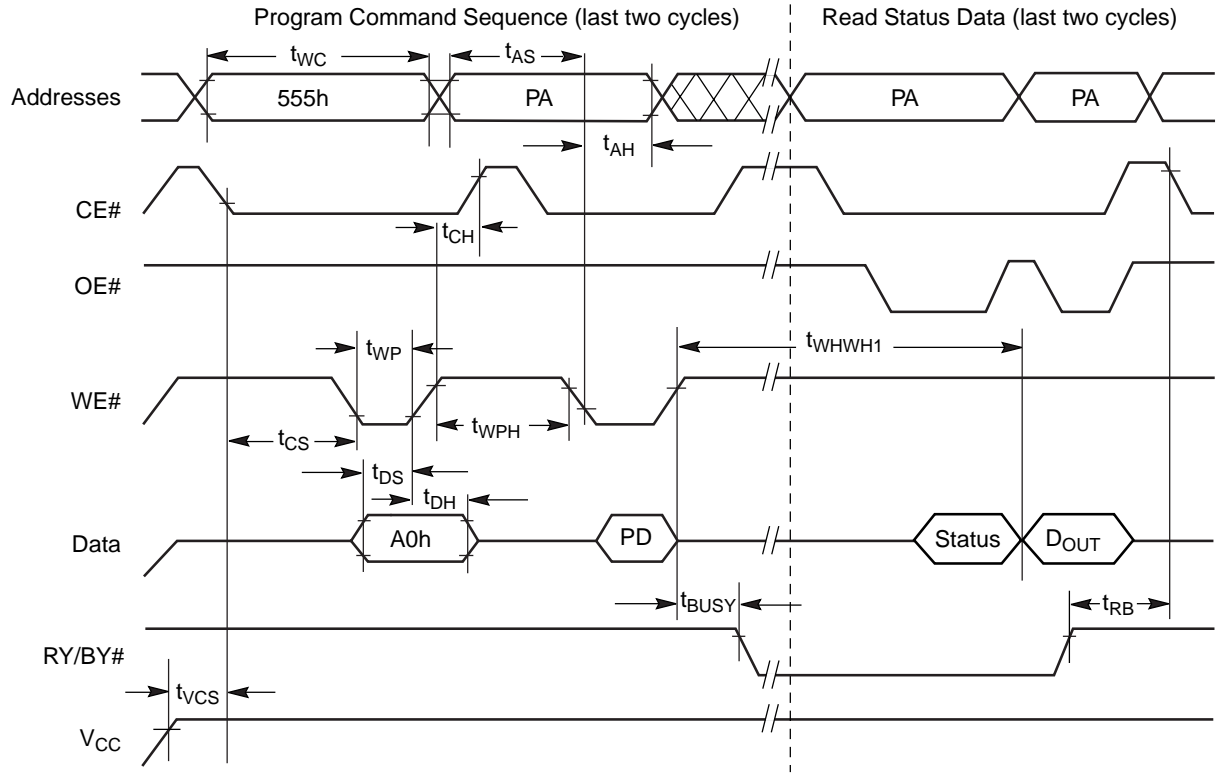 Program Command Sequence (last two cycles)
Read Status Data (last two cycles)
tWC
tAS
Addresses
555h
PA
PA
PA
tAH
CE#
tCH
OE#
tWP
tWHWH1
WE#
tCS
tWPH
tDS
tDH
Data
A0h
PD
Status
DOUT
tBUSY
tRB
RY/BY#
tVCS
VCC